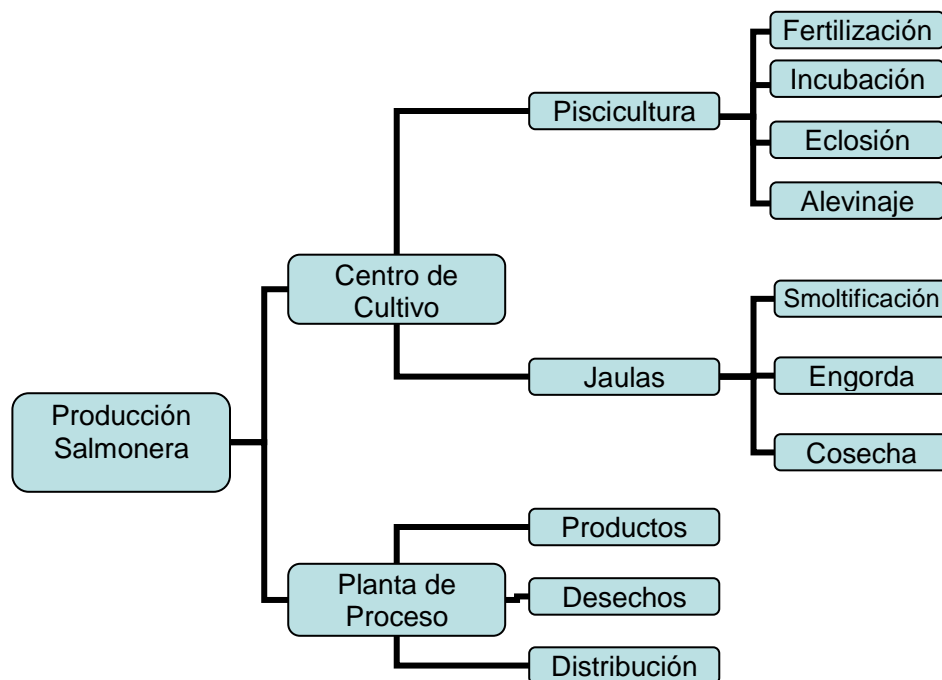 Fertilización
Incubación
Piscicultura
Eclosión
Alevinaje
Centro de
Cultivo
Smoltificación
Jaulas
Engorda
Cosecha
Producción
Salmonera
Productos
Planta de
Proceso
Desechos
Distribución